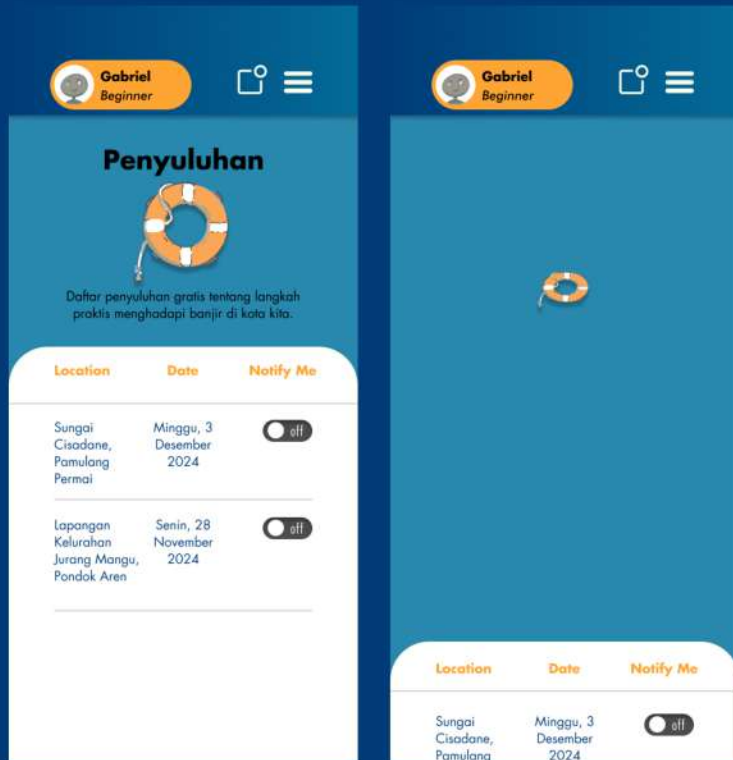 Gabriel
Beginner
Penyuluhan
Daftar penyuluhan gratis tentang langkah
praktis menghadapi banjir di kota kita.
Location Date Notify Me
Sungai
Cisadane,
Pamulang
Permai
Minggu, 3
Desember
2024
off
Lapangan
Kelurahan
Jurang Mangu,
Pondok Aren
Senin, 28
November
2024
off
Gabriel
Beginner
Location Date Notify Me
Sungai
Cisadane,
Pamulang
Minggu, 3
Desember
2024
off